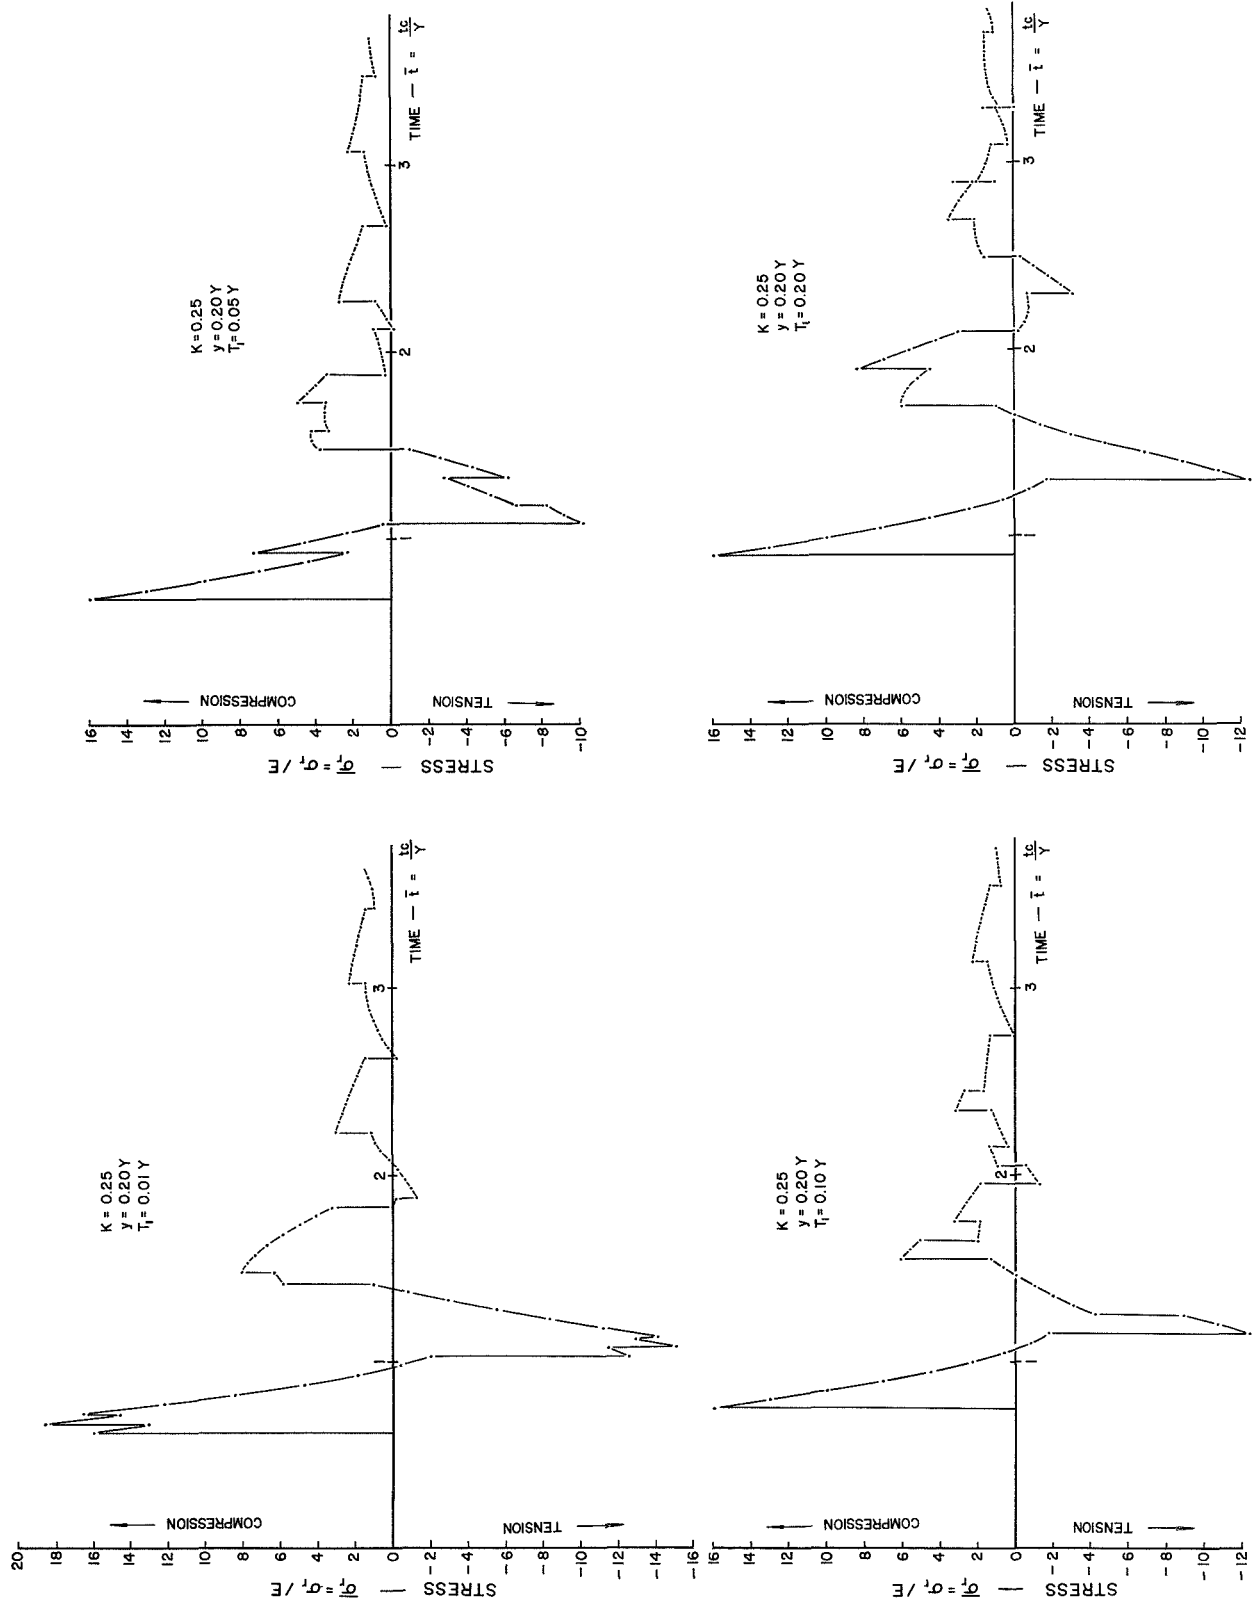 20
18
16
14
12
10
8
6
4
2
0
-2
-4
-6
-8
-10
-12
-14
-16
STRESS — σ̅r = σr / E
COMPRESSION
TENSION
K = 0.25
y = 0.20 Y
T₁ = 0.01 Y
1
2
3
TIME — t̅ = tc/Y
16
14
12
10
8
6
4
2
0
-2
-4
-6
-8
-10
STRESS — σ̅r = σr / E
COMPRESSION
TENSION
K = 0.25
y = 0.20 Y
T₁ = 0.05 Y
1
2
3
TIME — t̅ = tc/Y
16
14
12
10
8
6
4
2
0
-2
-4
-6
-8
-10
-12
STRESS — σ̅r = σr / E
COMPRESSION
TENSION
K = 0.25
y = 0.20 Y
T₁ = 0.10 Y
1
2
3
TIME — t̅ = tc/Y
16
14
12
10
8
6
4
2
0
-2
-4
-6
-8
-10
-12
STRESS — σ̅r = σr / E
COMPRESSION
TENSION
K = 0.25
y = 0.20 Y
T₁ = 0.20 Y
1
2
3
TIME — t̅ = tc/Y